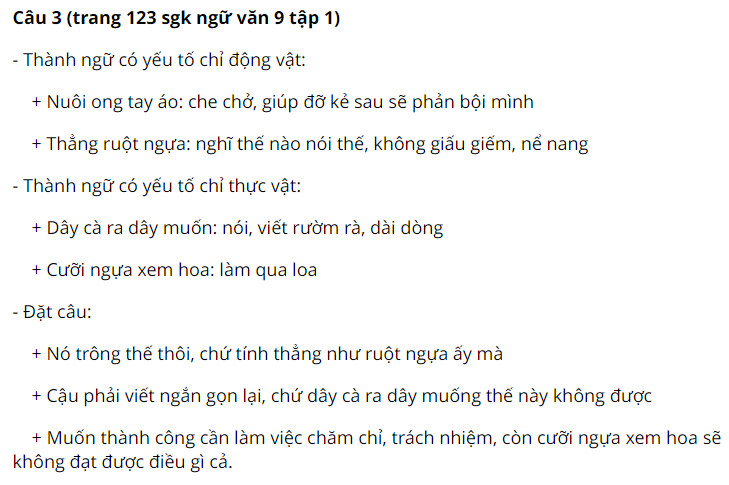 Câu 3 (trang 123 sgk ngữ văn 9 tập 1)
- Thành ngữ có yếu tố chỉ động vật:
+ Nuôi ong tay áo: che chở, giúp đỡ kẻ sau sẽ phản bội mình
+ Thẳng ruột ngựa: nghĩ thế nào nói thế, không giấu giếm, nể nang
- Thành ngữ có yếu tố chỉ thực vật:
+ Dây cà ra dây muốn: nói, viết rườm rà, dài dòng
+ Cưỡi ngựa xem hoa: làm qua loa
- Đặt câu:
+ Nó trông thế thôi, chứ tính thẳng như ruột ngựa ấy mà
+ Cậu phải viết ngắn gọn lại, chứ dây cà ra dây muống thế này không được
+ Muốn thành công cần làm việc chăm chỉ, trách nhiệm, còn cưỡi ngựa xem hoa sẽ
không đạt được điều gì cả.